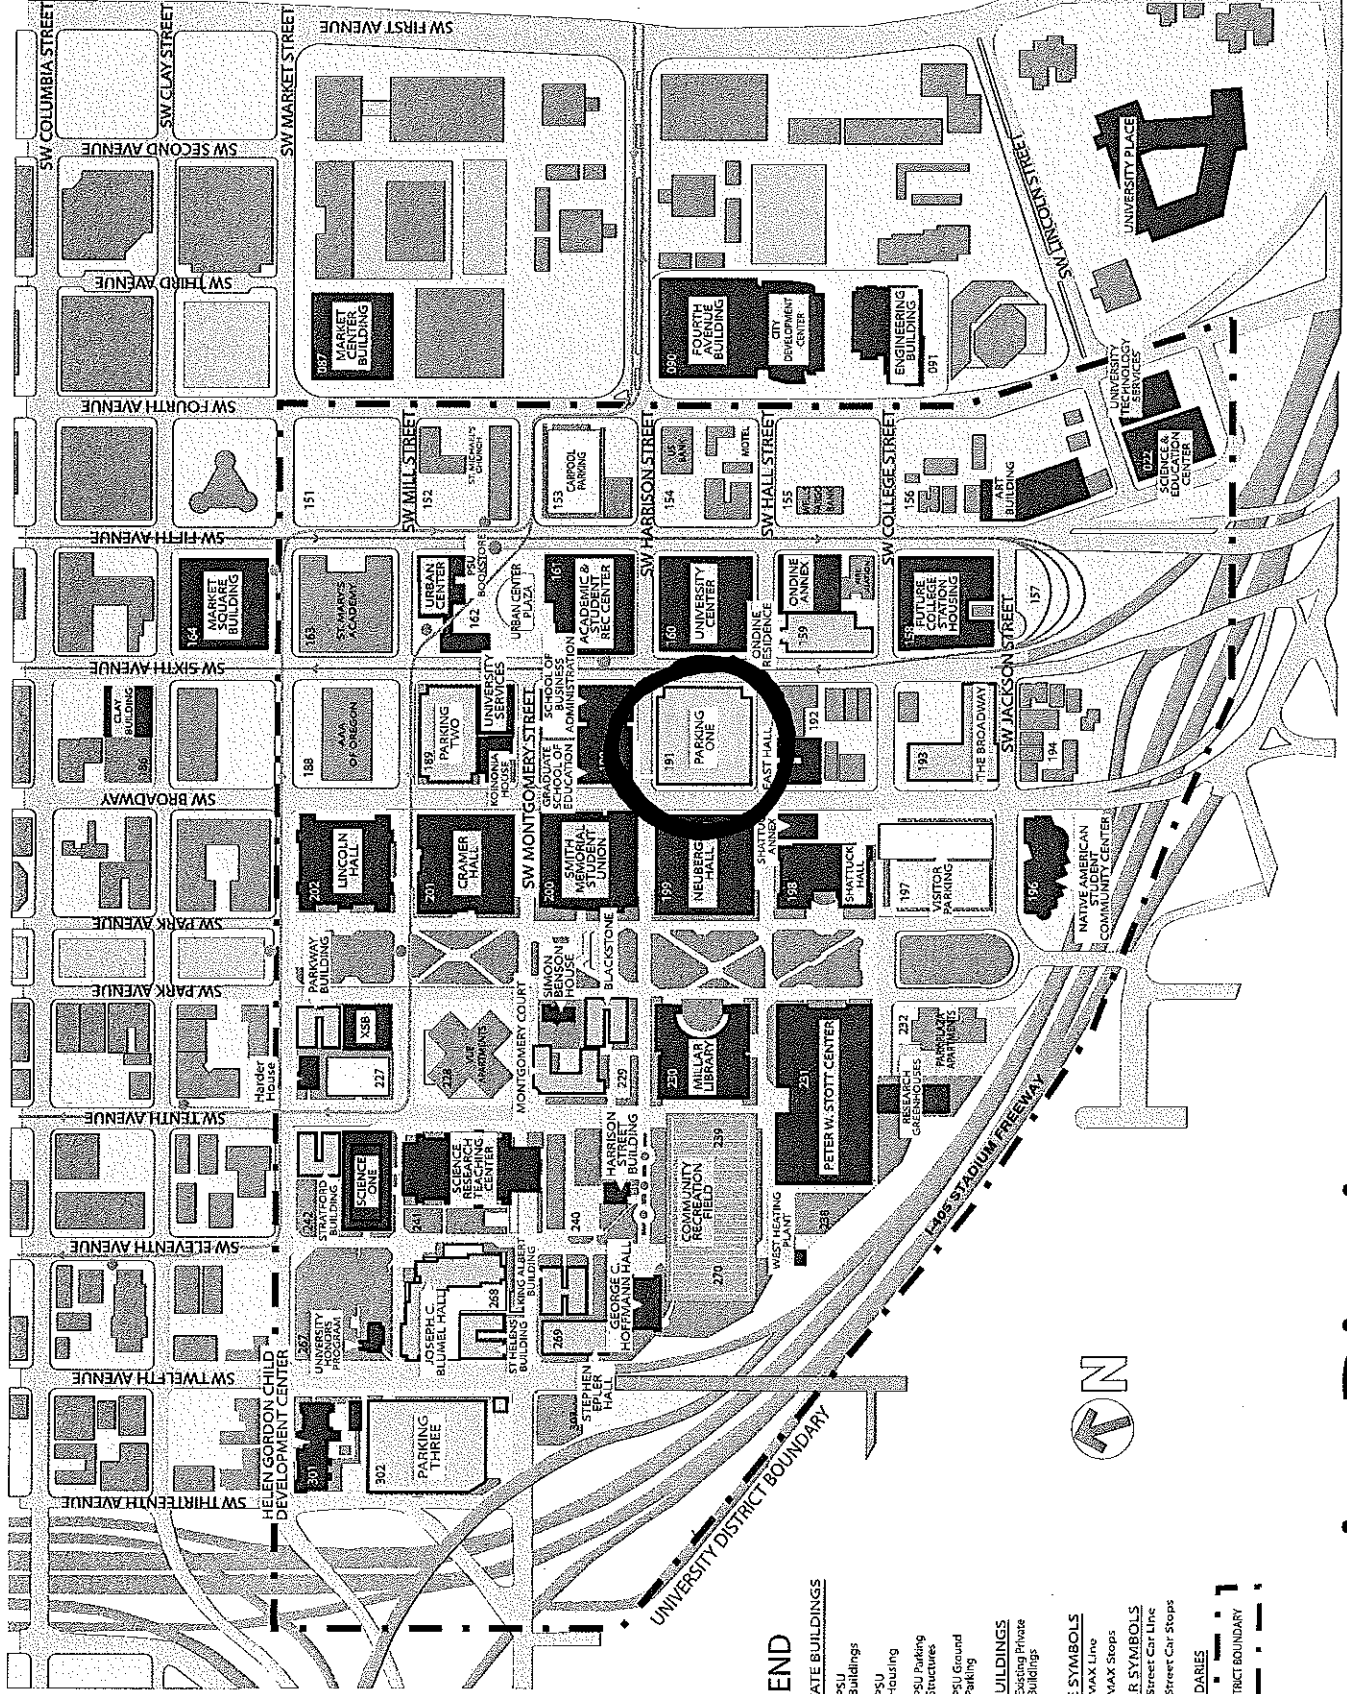 SW COLUMBIA STREET
SW CLAY STREET
SW MARKET STREET
SW FIRST AVENUE
SW SECOND AVENUE
SW THIRD AVENUE
SW FOURTH AVENUE
SW FIFTH AVENUE
SW SIXTH AVENUE
SW BROADWAY
SW PARK AVENUE
SW PARK AVENUE
SW TENTH AVENUE
SW ELEVENTH AVENUE
SW TWELFTH AVENUE
SW THIRTEENTH AVENUE
SW MILL STREET
SW MONTGOMERY STREET
SW HARRISON STREET
SW HALL STREET
SW COLLEGE STREET
SW JACKSON STREET
SW LINCOLN STREET
UNIVERSITY PLACE
087
MARKET
CENTER
BUILDING
090
FOURTH
AVENUE
BUILDING
CITY
DEVELOPMENT
CENTER
ENGINEERING
BUILDING
091
UNIVERSITY
TECHNOLOGY
SERVICES
022
SCIENCE &
EDUCATION
CENTER
151
152
ST. MICHAEL'S
CHURCH
153
CARPOOL
PARKING
154
US
BANK
MOTEL
155
WELLS
FARGO
BANK
156
ART
BUILDING
164
MARKET
SQUARE
BUILDING
163
ST. MARYS
ACADEMY
URBAN
CENTER
PSU
BOOKSTORE
162
URBAN CENTER
PLAZA
161
ACADEMIC &
STUDENT
REC CENTER
160
UNIVERSITY
CENTER
ONDINE
RESIDENCE
ONDINE
ANNEX
159
158
FUTURE
COLLEGE
STATION
HOUSING
157
CLAY
BUILDING
186
188
AAA
OREGON
189
PARKING
TWO
UNIVERSITY
SERVICES
KOINONIA
HOUSE
SCHOOL OF
BUSINESS
ADMINISTRATION
GRADUATE
SCHOOL OF
EDUCATION
190
191
PARKING
ONE
EAST HALL
192
193
THE BROADWAY
194
202
LINCOLN
HALL
201
CRAMER
HALL
200
SMITH
MEMORIAL
STUDENT
UNION
199
NEUBERGER
HALL
SHATTUCK
ANNEX
198
SHATTUCK
HALL
197
VISITOR
PARKING
196
NATIVE AMERICAN
STUDENT
COMMUNITY CENTER
PARKWAY
BUILDING
XSB
227
Harder
House
228
APARTMENTS
MONTGOMERY COURT
SIMON
BENSON
HOUSE
BLACKSTONE
229
230
MILLAR
LIBRARY
231
PETER W. STOTT CENTER
232
PARK PLAZA
APARTMENTS
RESEARCH
GREENHOUSES
242
STRATFORD
BUILDING
SCIENCE
ONE
241
SCIENCE
RESEARCH
TEACHING
CENTER
240
HARRISON
STREET
BUILDING
239
COMMUNITY
RECREATION
FIELD
270
238
WEST HEATING
PLANT
I-405 STADIUM FREEWAY
267
UNIVERSITY
HONORS
PROGRAM
JOSEPH C.
BLUMEL HALL
268
ST HELENS
BUILDING
KING ALBERT
BUILDING
269
GEORGE C.
HOFFMANN HALL
STEPHEN
EPLER
HALL
HELEN GORDON CHILD
DEVELOPMENT CENTER
301
302
PARKING
THREE
303
UNIVERSITY DISTRICT BOUNDARY
N
END
ATE BUILDINGS
PSU
Buildings
PSU
Housing
PSU Parking
Structures
PSU Ground
Parking
UILDINGS
Existing Private
Buildings
SYMBOLS
MAX Line
MAX Stops
R SYMBOLS
Street Car Line
Street Car Stops
DARIES
TRICT BOUNDARY